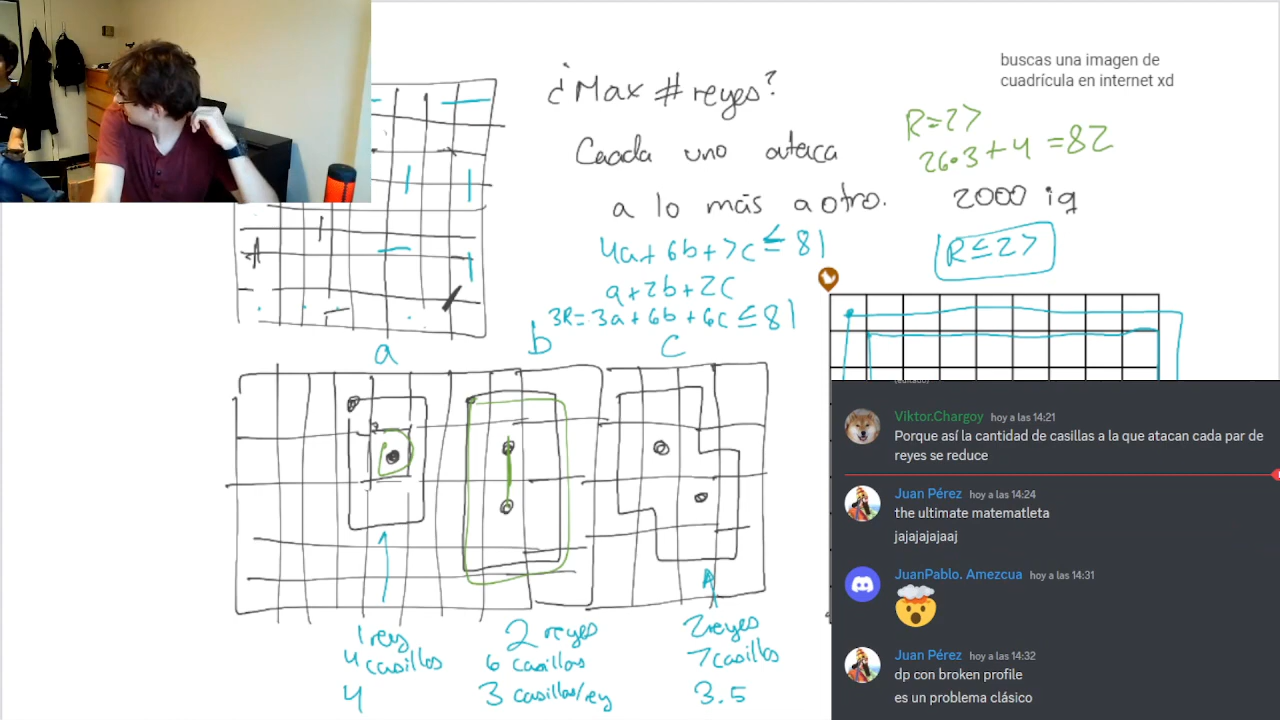 ¿Max # reyes?
Caada uno ataca
a lo más a otro.
4a + 6b + 7c ≤ 81
a + 2b + 2c
3R = 3a + 6b + 6c ≤ 81
buscas una imagen de
cuadrícula en internet xd
R = 27
26•3 + 4 = 82
2000 iq
R ≤ 27
a
b
c
1 rey
4 casillas
4
2 reyes
6 casillas
3 casillas/rey
2 reyes
7 casillas
3.5
Viktor.Chargoy hoy a las 14:21
Porque así la cantidad de casillas a la que atacan cada par de
reyes se reduce
Juan Pérez hoy a las 14:24
the ultimate matematleta
jajajajajaaj
JuanPablo. Amezcua hoy a las 14:31
Juan Pérez hoy a las 14:32
dp con broken profile
es un problema clásico